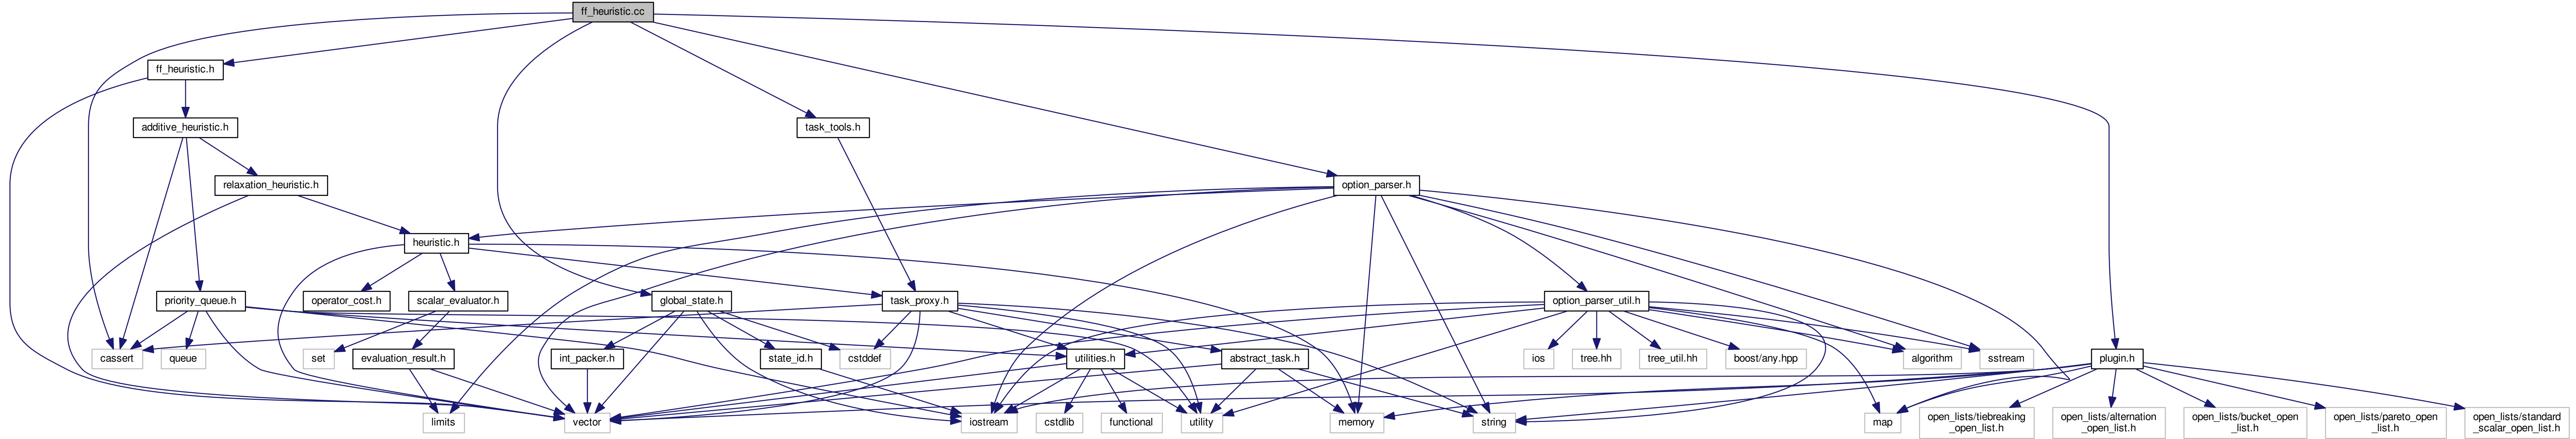 ff_heuristic.cc
ff_heuristic.h
additive_heuristic.h
task_tools.h
relaxation_heuristic.h
option_parser.h
heuristic.h
priority_queue.h
operator_cost.h
scalar_evaluator.h
global_state.h
task_proxy.h
option_parser_util.h
cassert
queue
set
evaluation_result.h
int_packer.h
state_id.h
cstddef
utilities.h
abstract_task.h
ios
tree.hh
tree_util.hh
boost/any.hpp
algorithm
sstream
plugin.h
limits
vector
iostream
cstdlib
functional
utility
memory
string
map
open_lists/tiebreaking
_open_list.h
open_lists/alternation
_open_list.h
open_lists/bucket_open
_list.h
open_lists/pareto_open
_list.h
open_lists/standard
_scalar_open_list.h